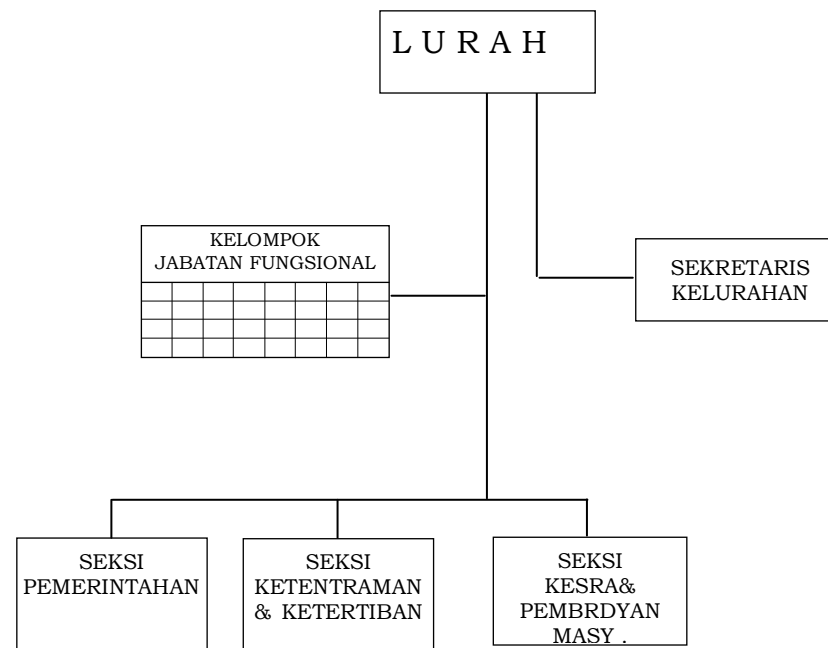 L U R A H
KELOMPOK
JABATAN FUNGSIONAL
SEKRETARIS
KELURAHAN
SEKSI
PEMERINTAHAN
SEKSI
KETENTRAMAN
& KETERTIBAN
SEKSI
KESRA&
PEMBRDYAN
MASY .